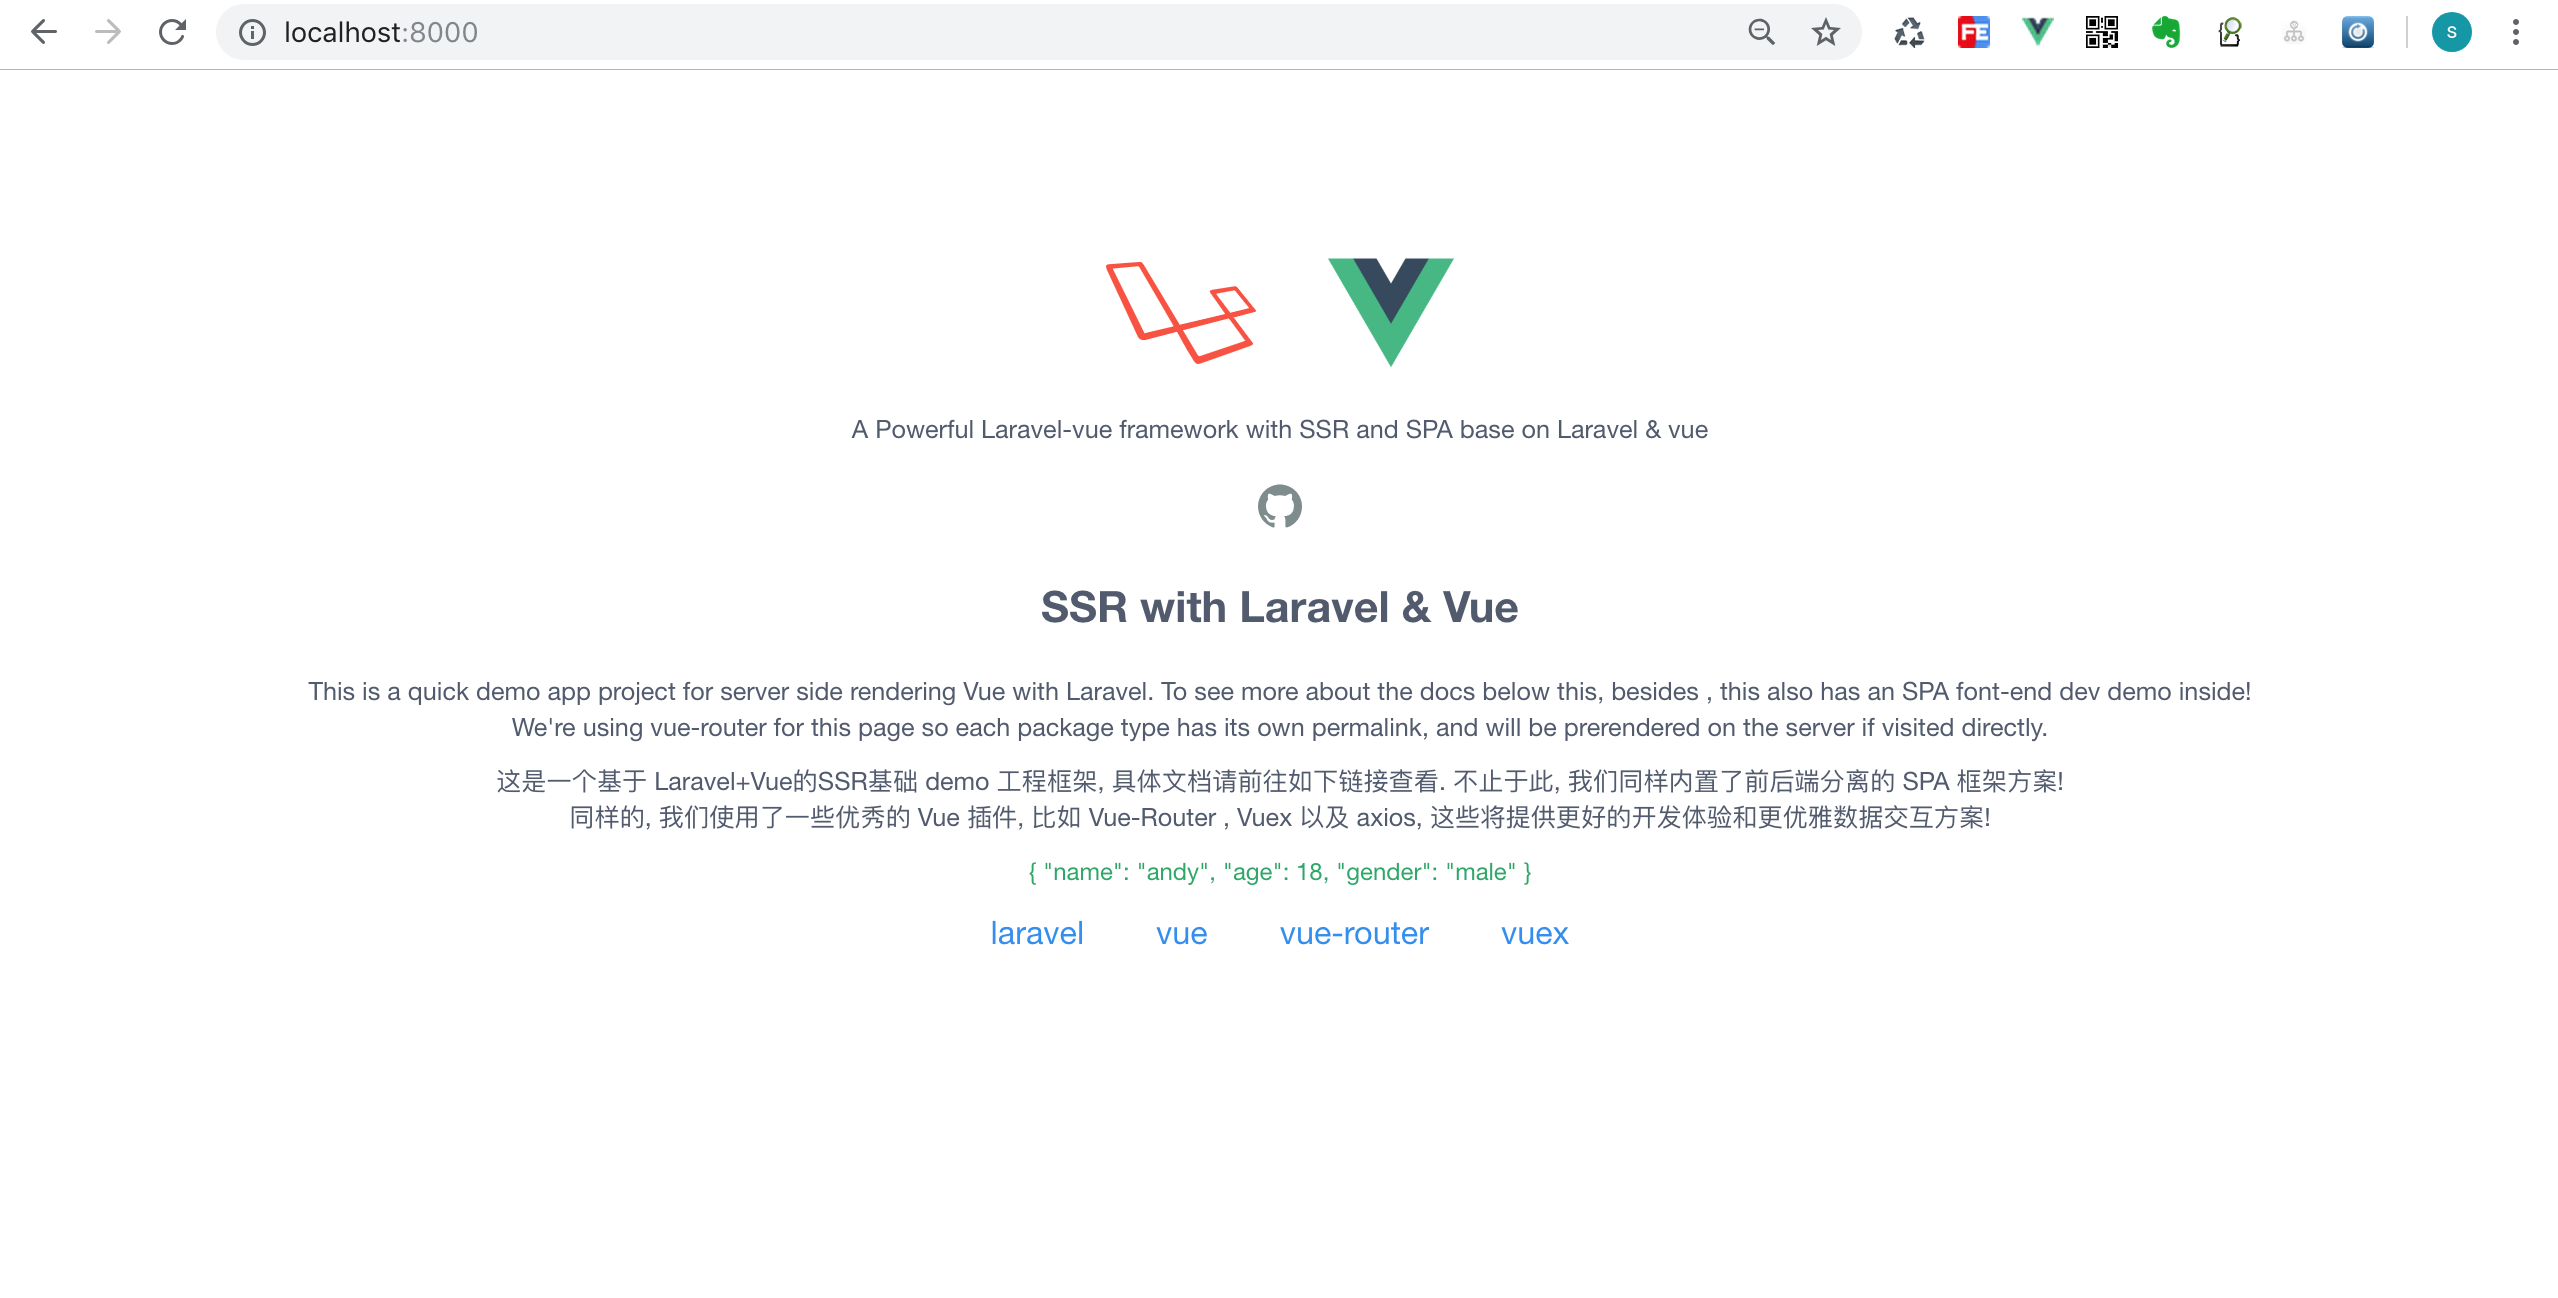 localhost:8000
FE
S
A Powerful Laravel-vue framework with SSR and SPA base on Laravel & vue
SSR with Laravel & Vue
This is a quick demo app project for server side rendering Vue with Laravel. To see more about the docs below this, besides , this also has an SPA font-end dev demo inside!
We're using vue-router for this page so each package type has its own permalink, and will be prerendered on the server if visited directly.
这是一个基于 Laravel+Vue的SSR基础 demo 工程框架, 具体文档请前往如下链接查看. 不止于此, 我们同样内置了前后端分离的 SPA 框架方案!
同样的, 我们使用了一些优秀的 Vue 插件, 比如 Vue-Router , Vuex 以及 axios, 这些将提供更好的开发体验和更优雅数据交互方案!
{ "name": "andy", "age": 18, "gender": "male" }
laravel vue vue-router vuex